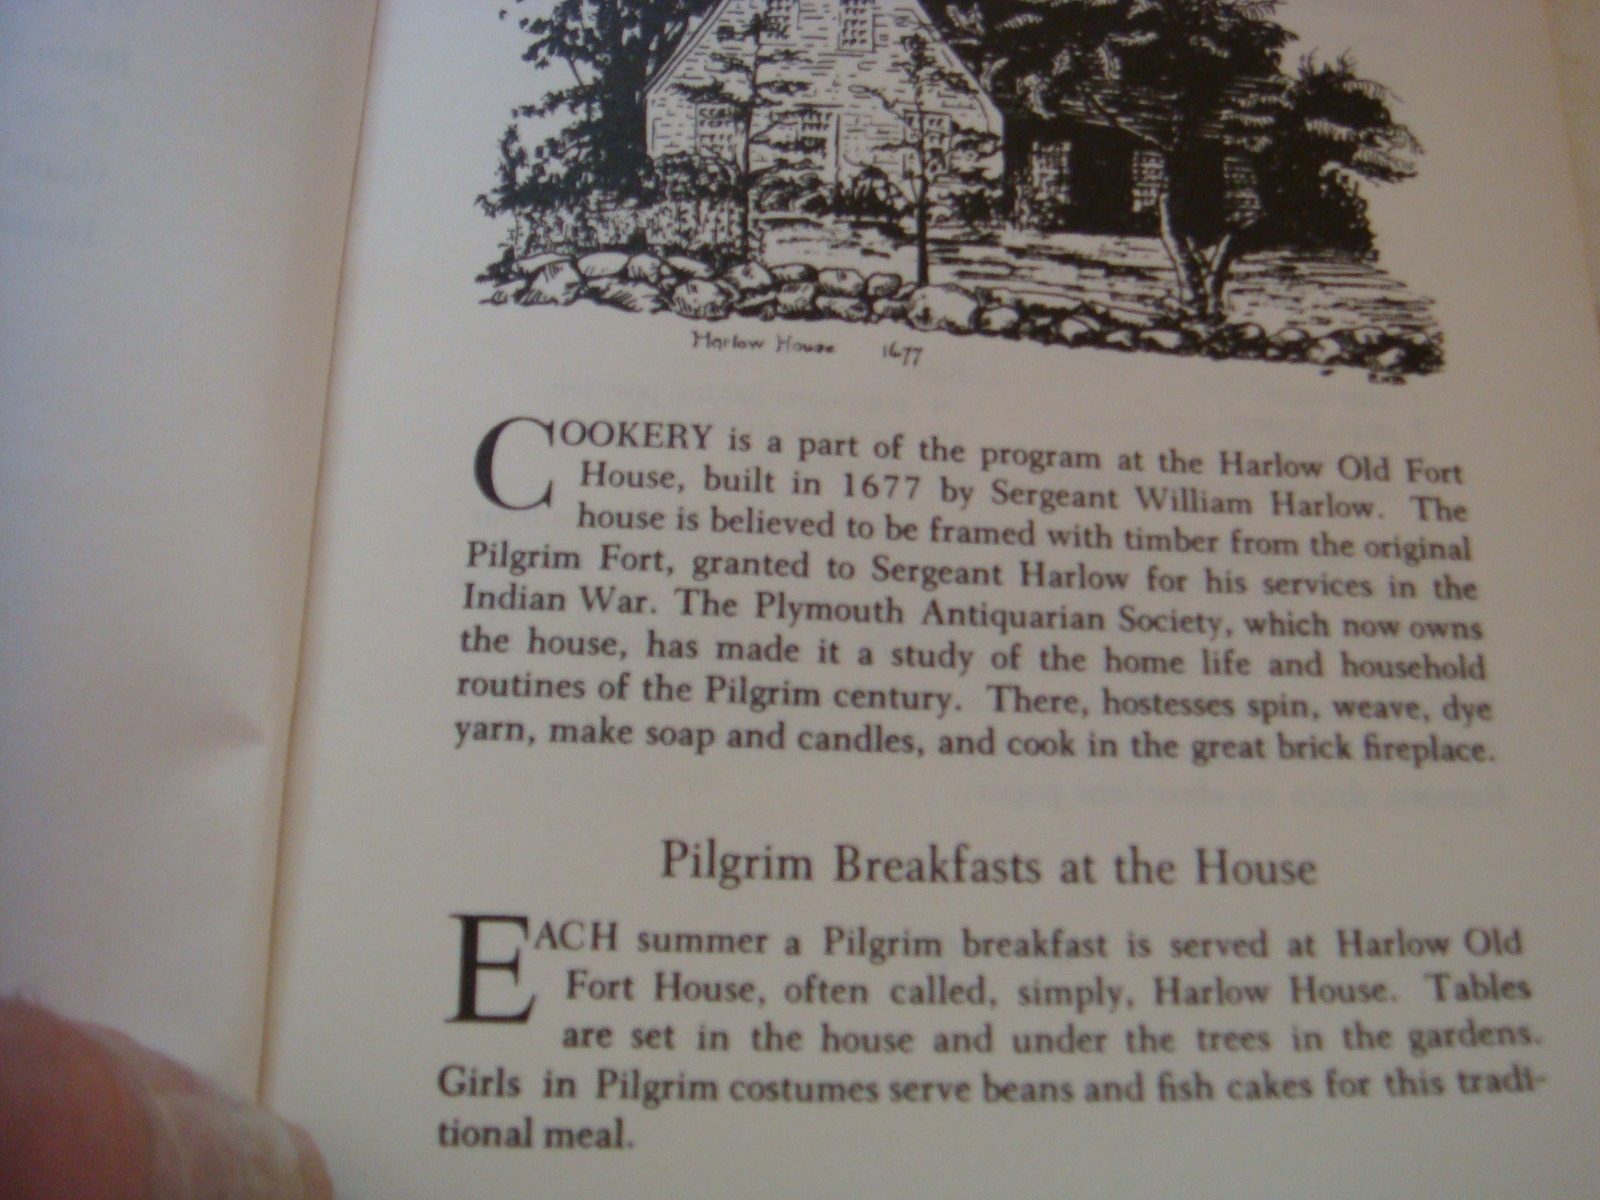 Harlow House 1677
COOKERY is a part of the program at the Harlow Old Fort
House, built in 1677 by Sergeant William Harlow. The
house is believed to be framed with timber from the original
Pilgrim Fort, granted to Sergeant Harlow for his services in the
Indian War. The Plymouth Antiquarian Society, which now owns
the house, has made it a study of the home life and household
routines of the Pilgrim century. There, hostesses spin, weave, dye
yarn, make soap and candles, and cook in the great brick fireplace.
Pilgrim Breakfasts at the House
EACH summer a Pilgrim breakfast is served at Harlow Old
Fort House, often called, simply, Harlow House. Tables
are set in the house and under the trees in the gardens.
Girls in Pilgrim costumes serve beans and fish cakes for this tradi-
tional meal.